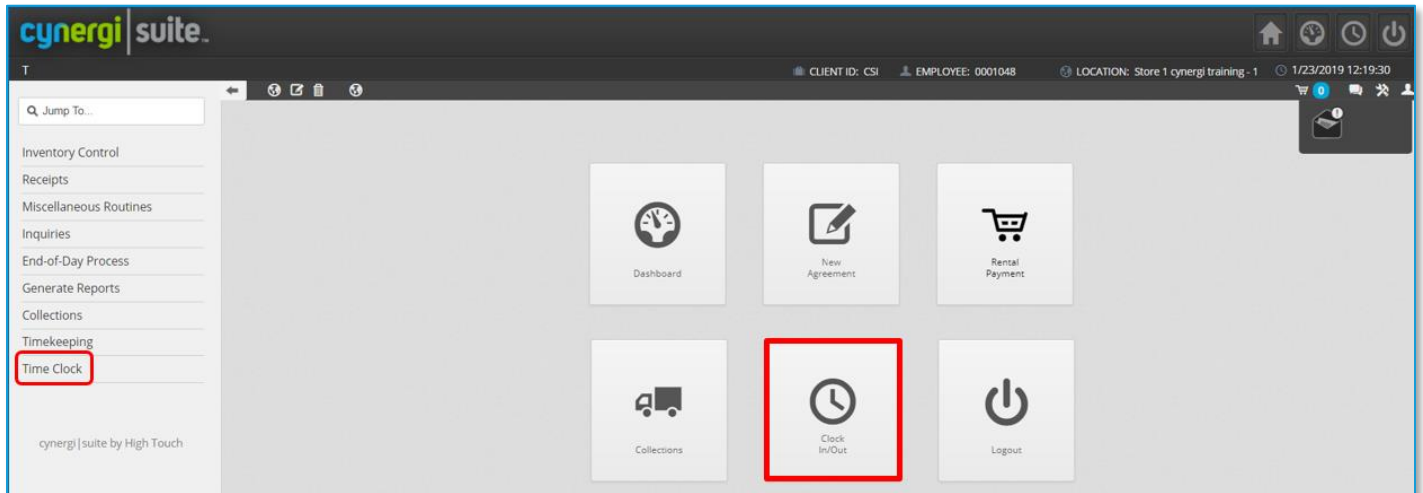 cynergi|suite™
T
CLIENT ID: CSI
EMPLOYEE: 0001048
LOCATION: Store 1 cynergi training - 1
1/23/2019 12:19:30
0
Jump To...
Inventory Control
Receipts
Miscellaneous Routines
Inquiries
End-of-Day Process
Generate Reports
Collections
Timekeeping
Time Clock
cynergi|suite by High Touch
Dashboard
New
Agreement
Rental
Payment
Collections
Clock
In/Out
Logout